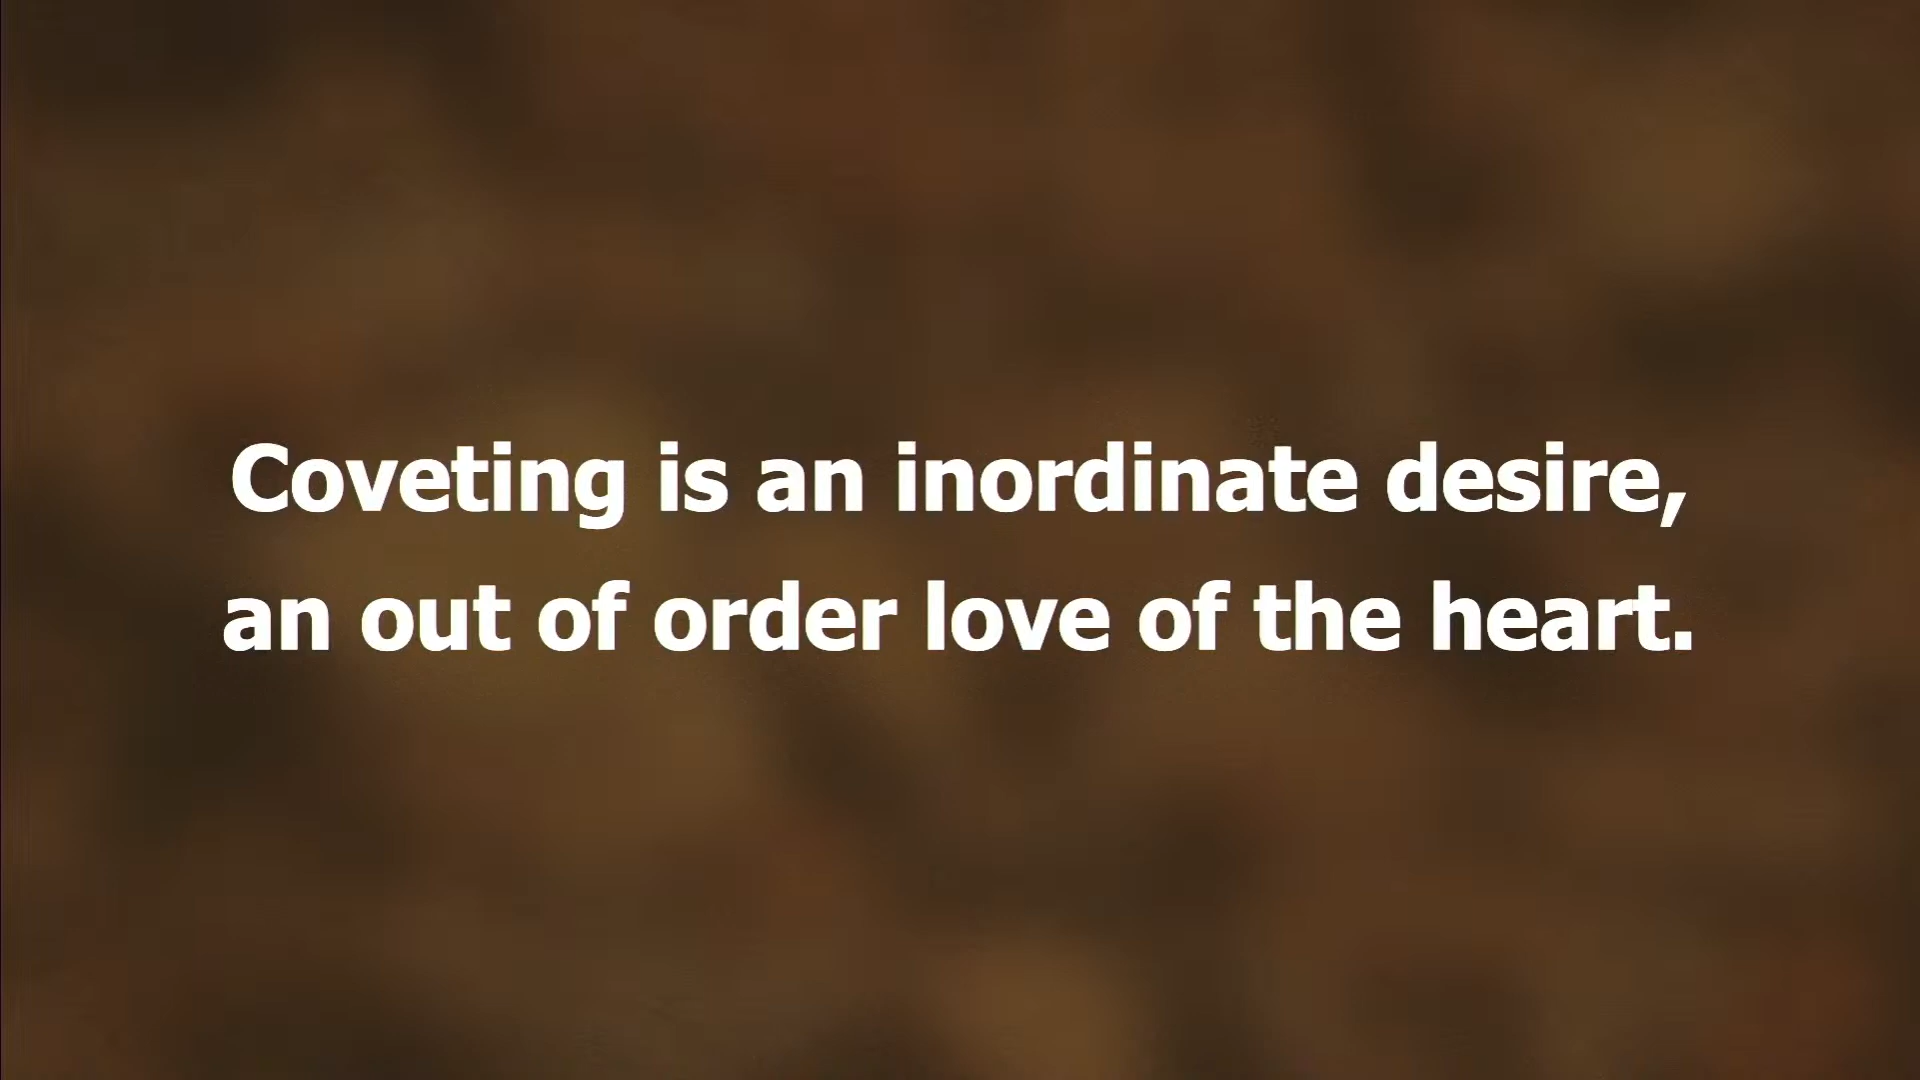 Coveting is an inordinate desire,
an out of order love of the heart.